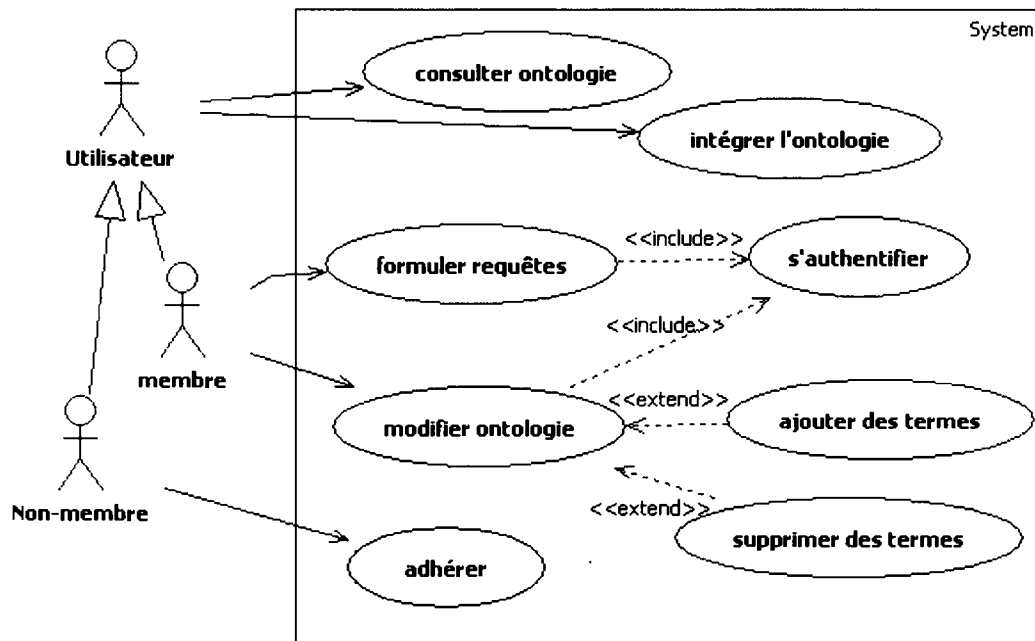 System
consulter ontologie
intégrer l'ontologie
Utilisateur
<<include>>
formuler requêtes
s'authentifier
<<include>>
membre
<<extend>>
modifier ontologie
ajouter des termes
<<extend>>
Non-membre
supprimer des termes
adhérer